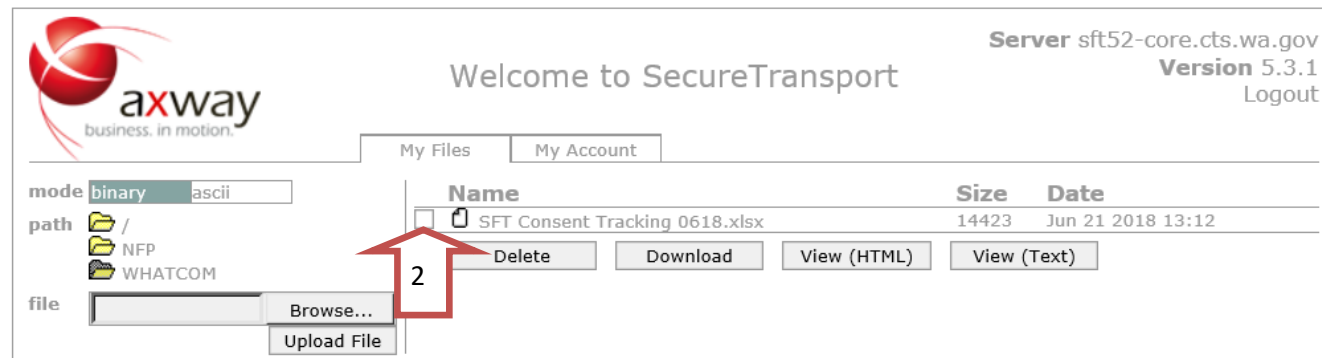 axway
business. in motion.
Welcome to SecureTransport
Server sft52-core.cts.wa.gov
Version 5.3.1
Logout
My Files My Account
mode binary ascii
path /
NFP
WHATCOM
file Browse...
Upload File
Name Size Date
SFT Consent Tracking 0618.xlsx 14423 Jun 21 2018 13:12
Delete Download View (HTML) View (Text)
2